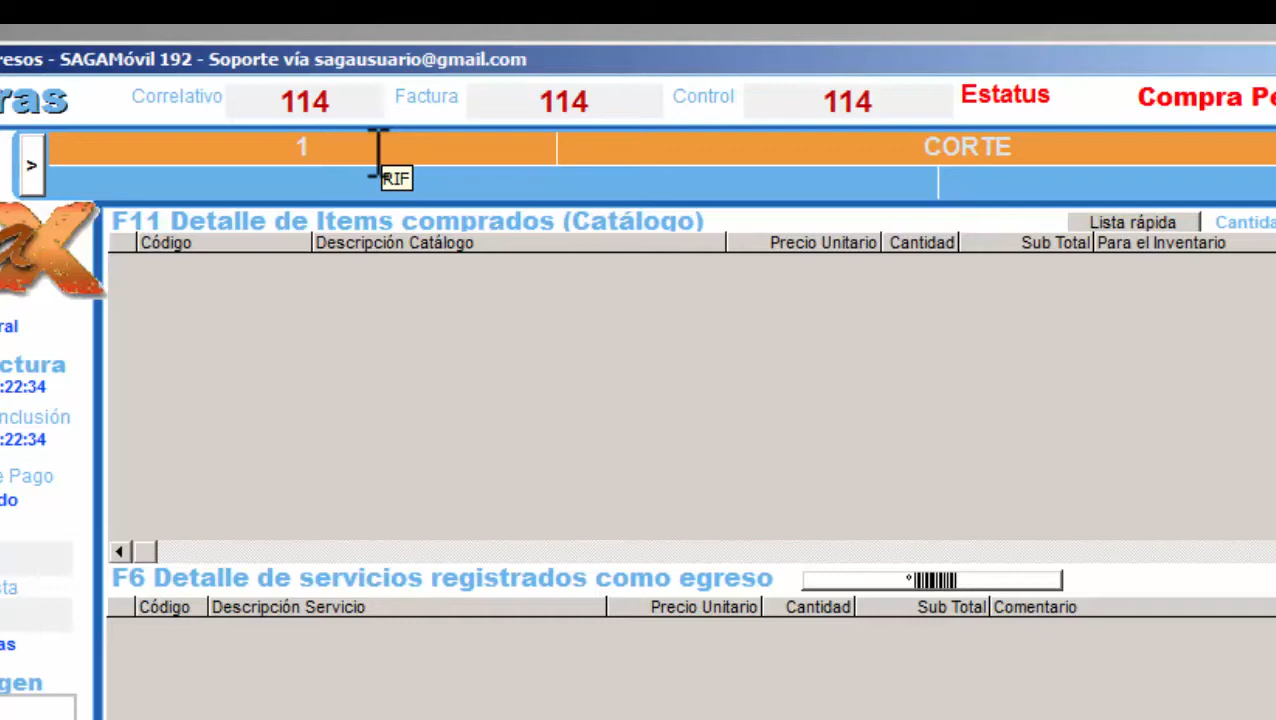 resos - SAGAMóvil 192 - Soporte vía sagausuario@gmail.com
ras Correlativo 114 Factura 114 Control 114 Estatus Compra Pe
> 1 CORTE
RIF
F11 Detalle de Items comprados (Catálogo) Lista rápida Cantida
Código Descripción Catálogo Precio Unitario Cantidad Sub Total Para el Inventario
ral
ctura
:22:34
nclusión
:22:34
e Pago
do
F6 Detalle de servicios registrados como egreso
sta
Código Descripción Servicio Precio Unitario Cantidad Sub Total Comentario
as
gen